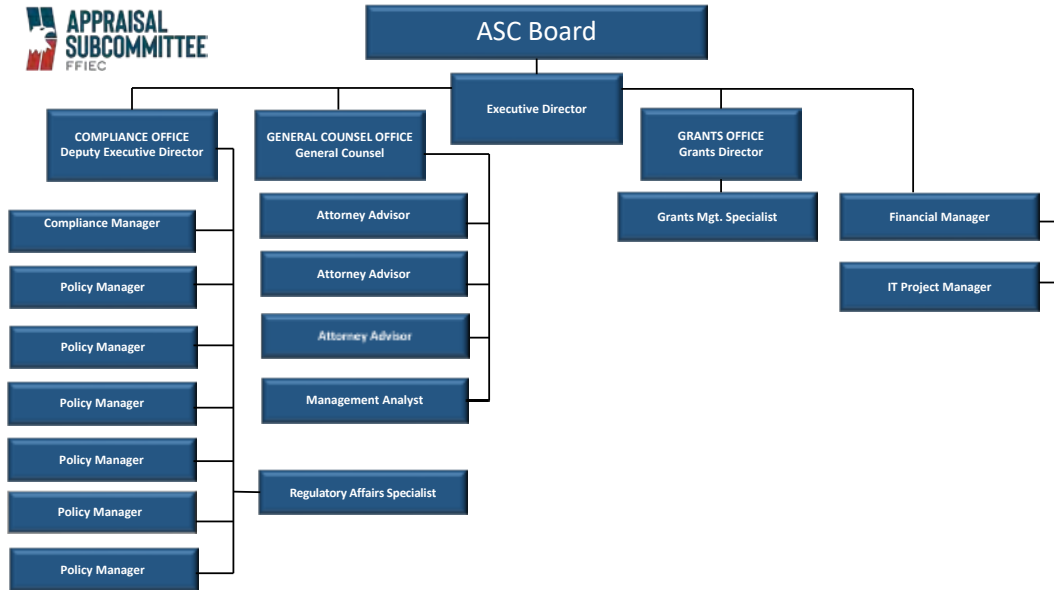 APPRAISAL
SUBCOMMITTEE
FFIEC
ASC Board
Executive Director
COMPLIANCE OFFICE
Deputy Executive Director
GENERAL COUNSEL OFFICE
General Counsel
GRANTS OFFICE
Grants Director
Compliance Manager
Attorney Advisor
Grants Mgt. Specialist
Financial Manager
Policy Manager
Attorney Advisor
IT Project Manager
Policy Manager
Attorney Advisor
Policy Manager
Management Analyst
Policy Manager
Regulatory Affairs Specialist
Policy Manager
Policy Manager